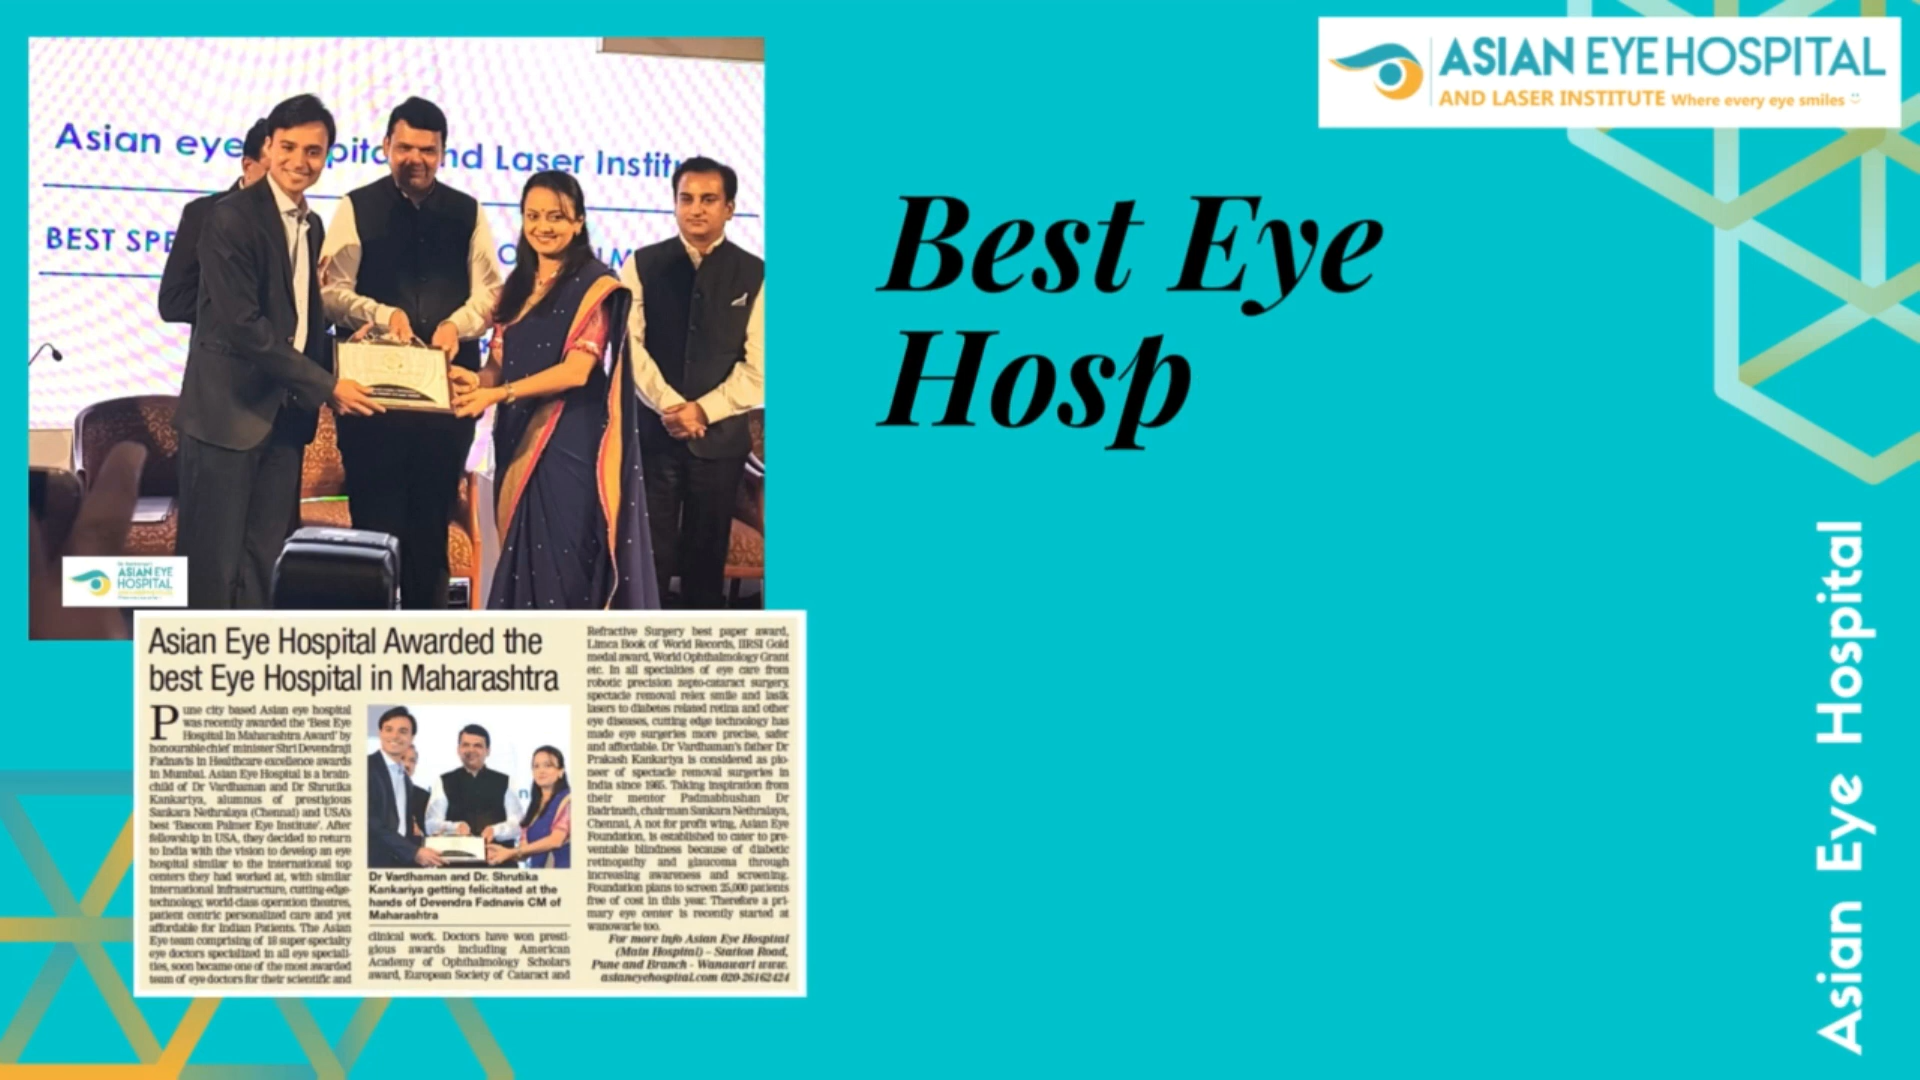 ASIAN EYE HOSPITAL
AND LASER INSTITUTE Where every eye smiles
Asian eye pita nd Laser Instit
BEST SPE
Best Eye
Hosp
ASIAN EYE
HOSPITAL
Asian Eye Hospital Awarded the
best Eye Hospital in Maharashtra
Pune city based Asian eye hospital
was recently awarded the 'Best Eye
Hospital In Maharashtra Award' by
honourable chief minister Shri Devendraji
Fadnavis in Healthcare excellence awards
in Mumbai. Asian Eye Hospital is a brain-
child of Dr Vardhaman and Dr Shrutika
Kankariya, alumnus of prestigious
Sankara Nethralaya (Chennai) and USA's
best 'Bascom Palmer Eye Institute'. After
fellowship in USA, they decided to return
to India with the vision to develop an eye
hospital similar to the international top
centers they had worked at, with similar
international infrastructure, cutting-edge-
technology, world-class operation theatres,
patient centric personalized care and yet
affordable for Indian Patients. The Asian
Eye team comprising of 18 super-specialty
eye doctors specialized in all eye speciali-
ties, soon became one of the most awarded
team of eye doctors for their scientific and
Dr Vardhaman and Dr. Shrutika
Kankariya getting felicitated at the
hands of Devendra Fadnavis CM of
Maharashtra
clinical work. Doctors have won presti-
gious awards including American
Academy of Ophthalmology Scholars
award, European Society of Cataract and
Refractive Surgery best paper award,
Limca Book of World Records, IIRSI Gold
medal award, World Ophthalmology Grant
etc. In all specialties of eye care from
robotic precision zepto-cataract surgery,
spectacle removal relex smile and lasik
lasers to diabetes related retina and other
eye diseases, cutting edge technology has
made eye surgeries more precise, safer
and affordable. Dr Vardhaman's father Dr
Prakash Kankariya is considered as pio-
neer of spectacle removal surgeries in
India since 1985. Taking inspiration from
their mentor Padmabhushan Dr
Badrinath, chairman Sankara Nethralaya,
Chennai, A not for profit wing, Asian Eye
Foundation, is established to cater to pre-
ventable blindness because of diabetic
retinopathy and glaucoma through
increasing awareness and screening.
Foundation plans to screen 25,000 patients
free of cost in this year. Therefore a pri-
mary eye center is recently started at
wanowarie too.
For more info Asian Eye Hospital
(Main Hospital) – Station Road,
Pune and Branch - Wanawari www.
asianeyehospital.com 020-26162424
Asian Eye Hospital